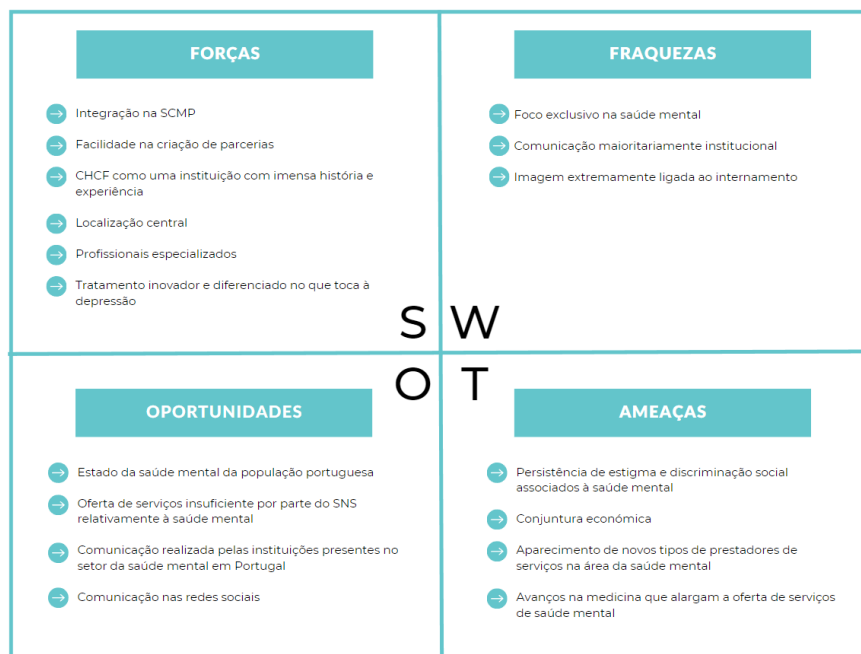 FORÇAS
Integração na SCMP
Facilidade na criação de parcerias
CHCF como uma instituição com imensa história e
experiência
Localização central
Profissionais especializados
Tratamento inovador e diferenciado no que toca à
depressão
FRAQUEZAS
Foco exclusivo na saúde mental
Comunicação maioritariamente institucional
Imagem extremamente ligada ao internamento
S W
O T
OPORTUNIDADES
Estado da saúde mental da população portuguesa
Oferta de serviços insuficiente por parte do SNS
relativamente à saúde mental
Comunicação realizada pelas instituições presentes no
setor da saúde mental em Portugal
Comunicação nas redes sociais
AMEAÇAS
Persistência de estigma e discriminação social
associados à saúde mental
Conjuntura económica
Aparecimento de novos tipos de prestadores de
serviços na área da saúde mental
Avanços na medicina que alargam a oferta de serviços
de saúde mental